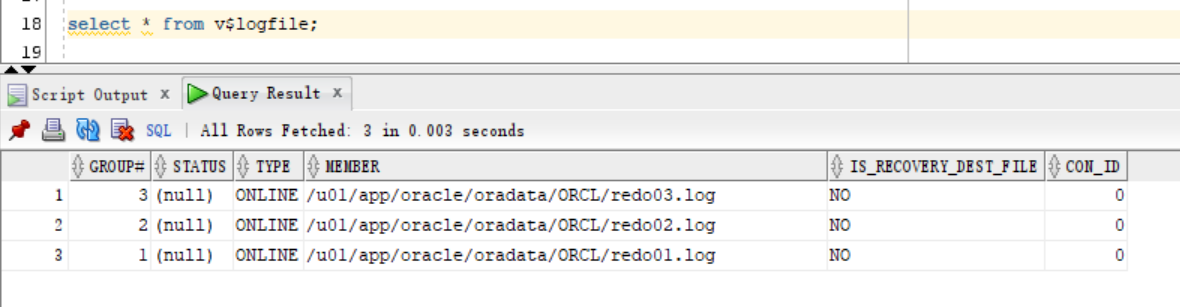 18 select * from v$logfile;
19
Script Output x Query Result x
SQL | All Rows Fetched: 3 in 0.003 seconds
GROUP# STATUS TYPE MEMBER IS_RECOVERY_DEST_FILE CON_ID
1 3 (null) ONLINE /u01/app/oracle/oradata/ORCL/redo03.log NO 0
2 2 (null) ONLINE /u01/app/oracle/oradata/ORCL/redo02.log NO 0
3 1 (null) ONLINE /u01/app/oracle/oradata/ORCL/redo01.log NO 0